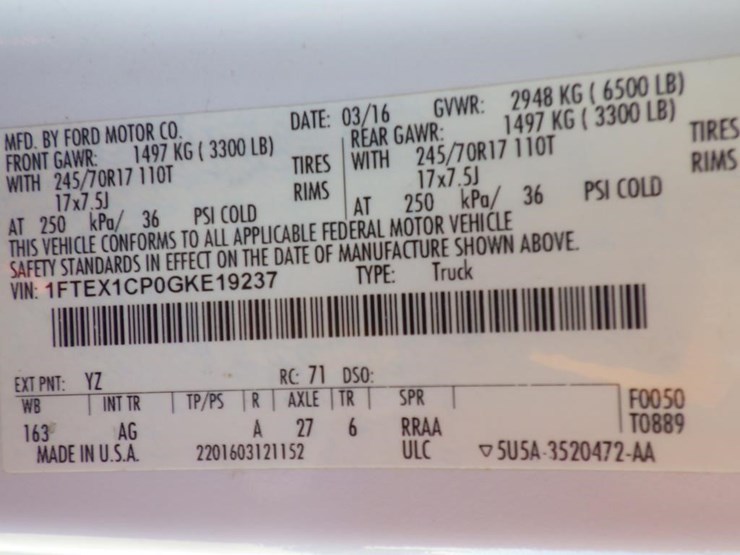 MFD. BY FORD MOTOR CO. DATE: 03/16 GVWR: 2948 KG ( 6500 LB)
FRONT GAWR: 1497 KG ( 3300 LB) REAR GAWR: 1497 KG ( 3300 LB)
WITH 245/70R17 110T TIRES WITH 245/70R17 110T TIRES
17x7.5J RIMS 17x7.5J RIMS
AT 250 kPa/ 36 PSI COLD AT 250 kPa/ 36 PSI COLD
THIS VEHICLE CONFORMS TO ALL APPLICABLE FEDERAL MOTOR VEHICLE
SAFETY STANDARDS IN EFFECT ON THE DATE OF MANUFACTURE SHOWN ABOVE.
VIN: 1FTEX1CP0GKE19237 TYPE: Truck
EXT PNT: YZ RC: 71 DSO:
WB INT TR TP/PS R AXLE TR SPR F0050
163 AG A 27 6 RRAA T0889
MADE IN U.S.A. 2201603121152 ULC ▽5U5A-3520472-AA